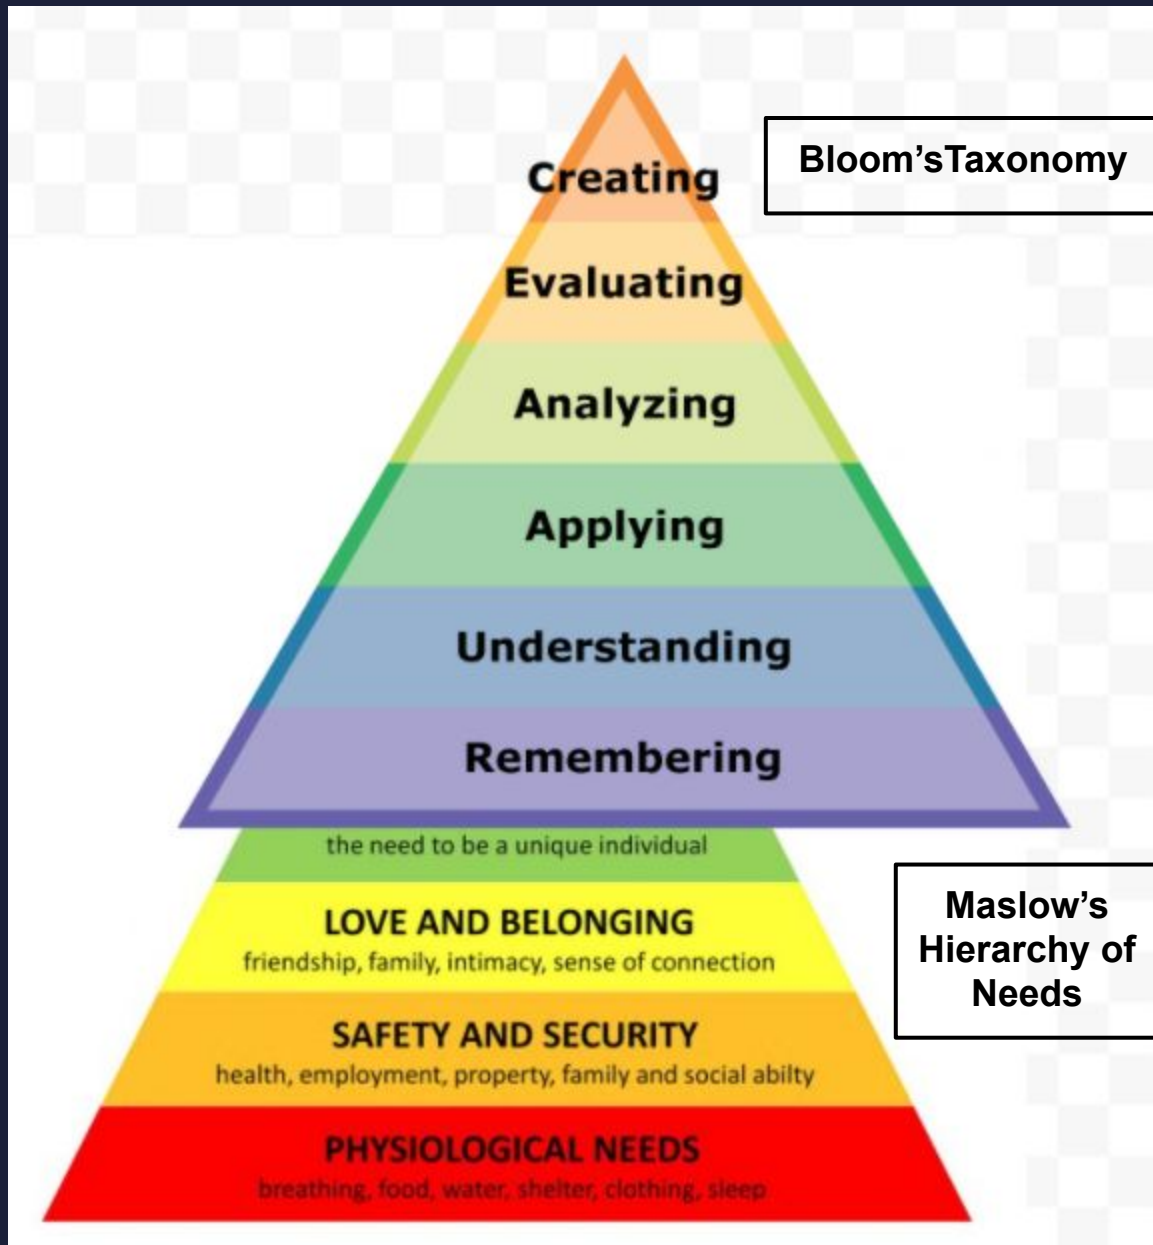 Creating
Bloom'sTaxonomy
Evaluating
Analyzing
Applying
Understanding
Remembering
the need to be a unique individual
LOVE AND BELONGING
friendship, family, intimacy, sense of connection
Maslow's
Hierarchy of
Needs
SAFETY AND SECURITY
health, employment, property, family and social abilty
PHYSIOLOGICAL NEEDS
breathing, food, water, shelter, clothing, sleep